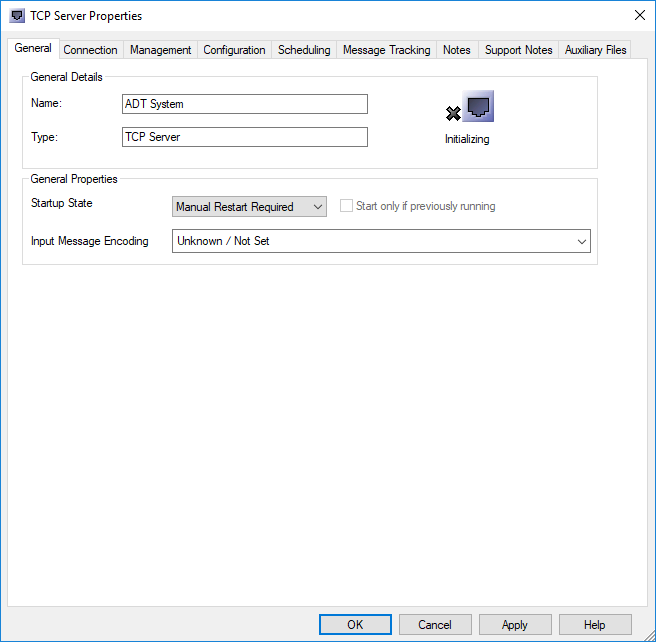 TCP Server Properties
General Connection Management Configuration Scheduling Message Tracking Notes Support Notes Auxiliary Files
General Details
Name: ADT System
Type: TCP Server
Initializing
General Properties
Startup State Manual Restart Required Start only if previously running
Input Message Encoding Unknown / Not Set
OK Cancel Apply Help